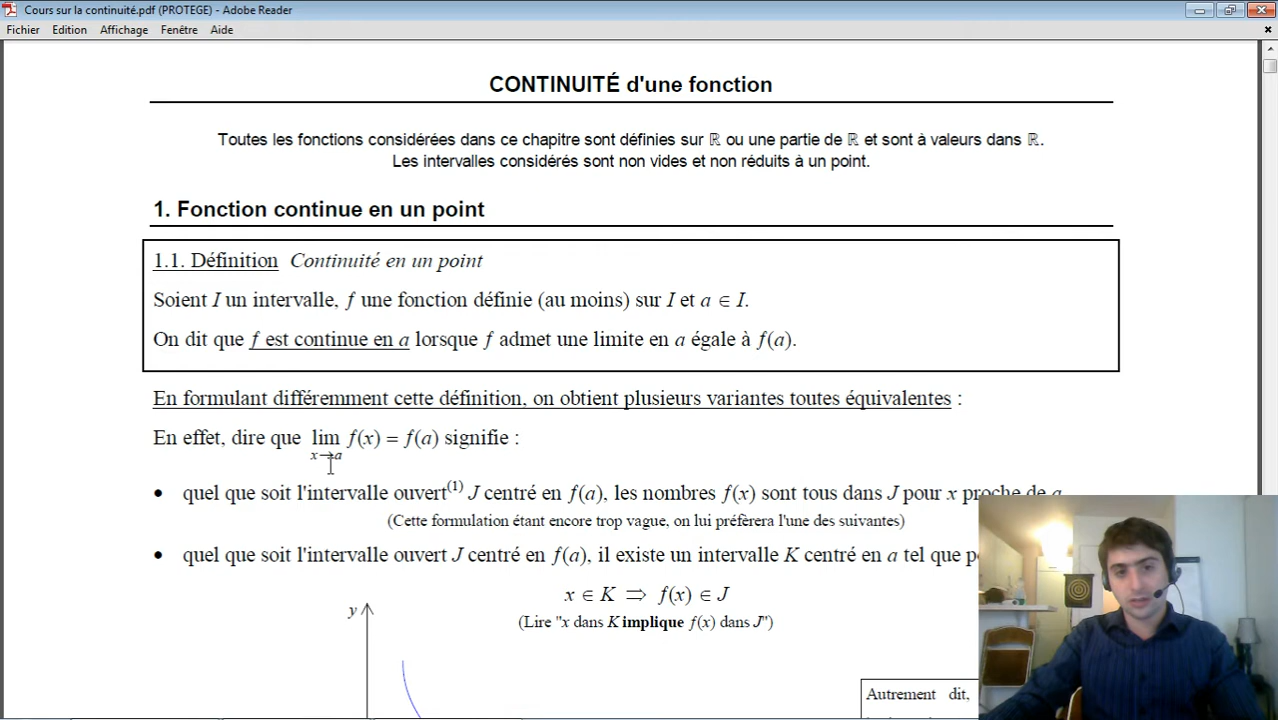 Cours sur la continuité.pdf (PROTEGE) - Adobe Reader
Fichier Edition Affichage Fenêtre Aide
CONTINUITÉ d'une fonction
Toutes les fonctions considérées dans ce chapitre sont définies sur ℝ ou une partie de ℝ et sont à valeurs dans ℝ.
Les intervalles considérés sont non vides et non réduits à un point.
1. Fonction continue en un point
1.1. Définition Continuité en un point
Soient I un intervalle, f une fonction définie (au moins) sur I et a ∈ I.
On dit que f est continue en a lorsque f admet une limite en a égale à f(a).
En formulant différemment cette définition, on obtient plusieurs variantes toutes équivalentes :
En effet, dire que lim f(x) = f(a) signifie :
x→a
• quel que soit l'intervalle ouvert(1) J centré en f(a), les nombres f(x) sont tous dans J pour x proche de a
(Cette formulation étant encore trop vague, on lui préfèrera l'une des suivantes)
• quel que soit l'intervalle ouvert J centré en f(a), il existe un intervalle K centré en a tel que
x ∈ K ⟹ f(x) ∈ J
(Lire "x dans K implique f(x) dans J")
y
Autrement dit,